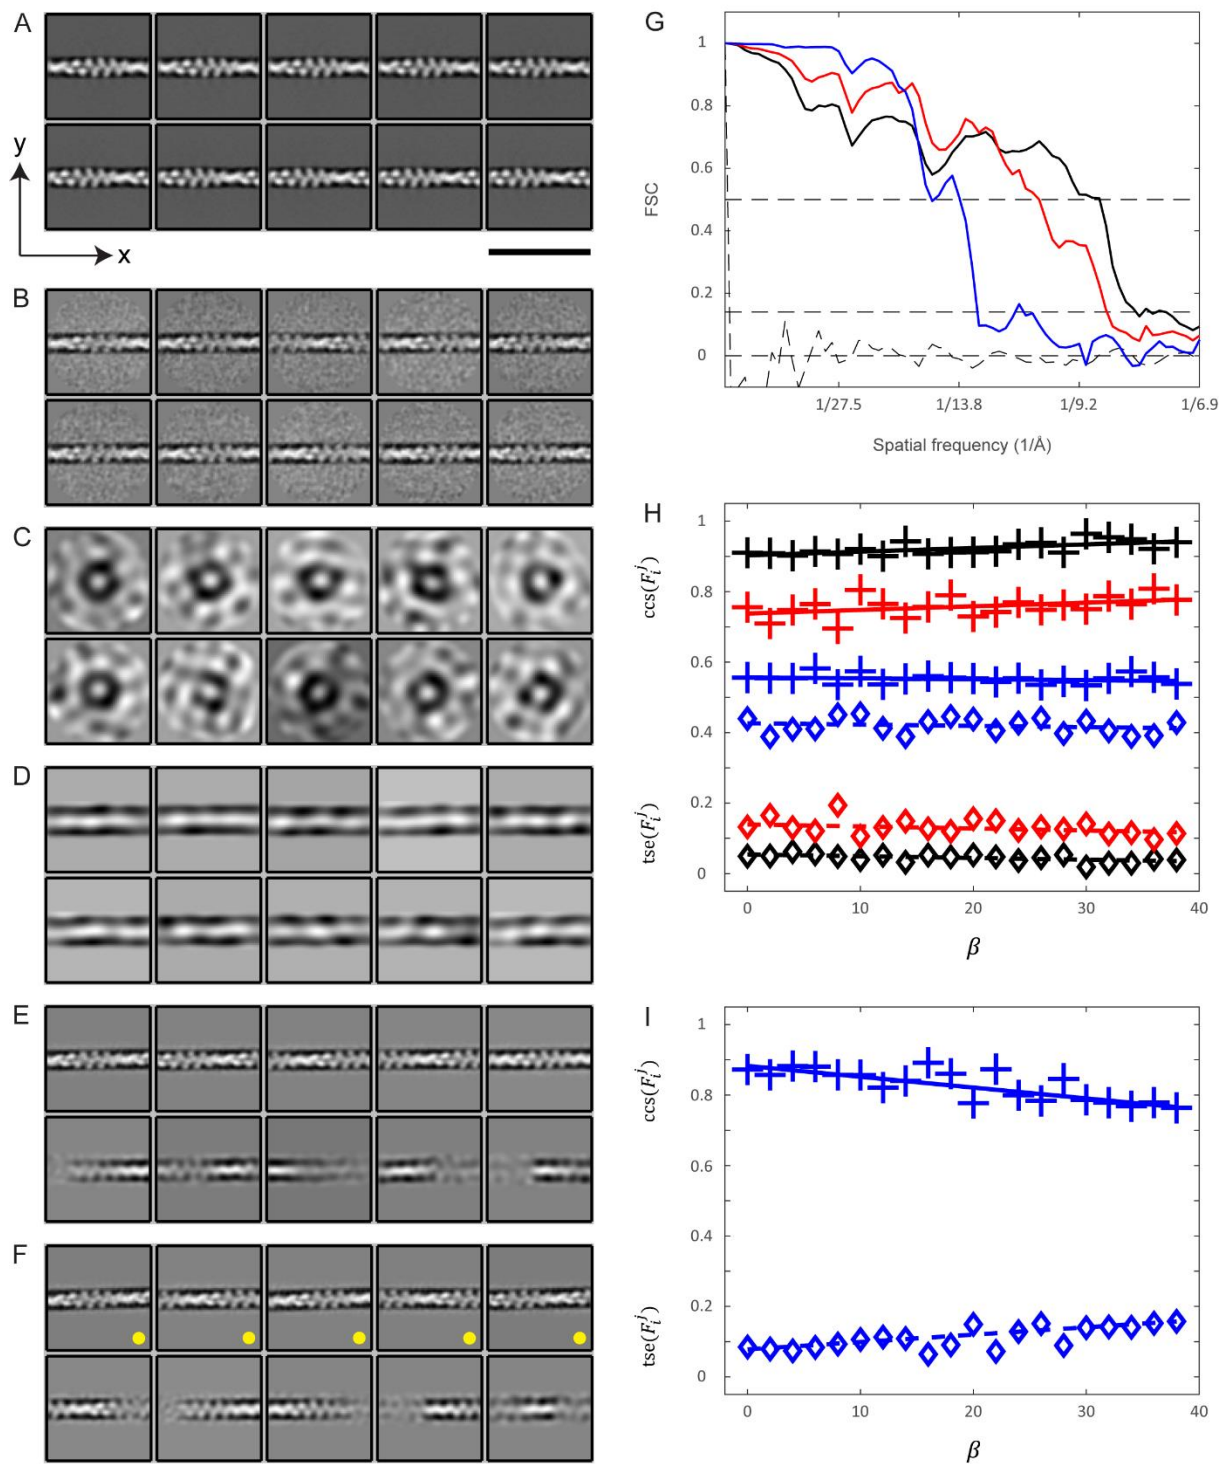 A
y
x
B
C
D
E
F
G
1
0.8
0.6
0.4
0.2
0
FSC
1/27.5
1/13.8
1/9.2
1/6.9
Spatial frequency (1/Å)
H
1
0.8
0.6
0.4
0.2
0
ccs(F_i^j)
tse(F_i^j)
0
10
20
30
40
β
I
1
0.8
0.6
0.4
0.2
0
ccs(F_i^j)
tse(F_i^j)
0
10
20
30
40
β